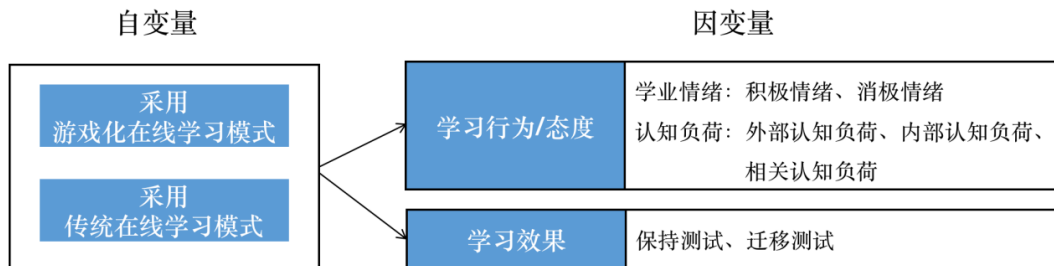 自变量
因变量
采用
游戏化在线学习模式
采用
传统在线学习模式
学习行为/态度
学业情绪：积极情绪、消极情绪
认知负荷：外部认知负荷、内部认知负荷、
相关认知负荷
学习效果
保持测试、迁移测试